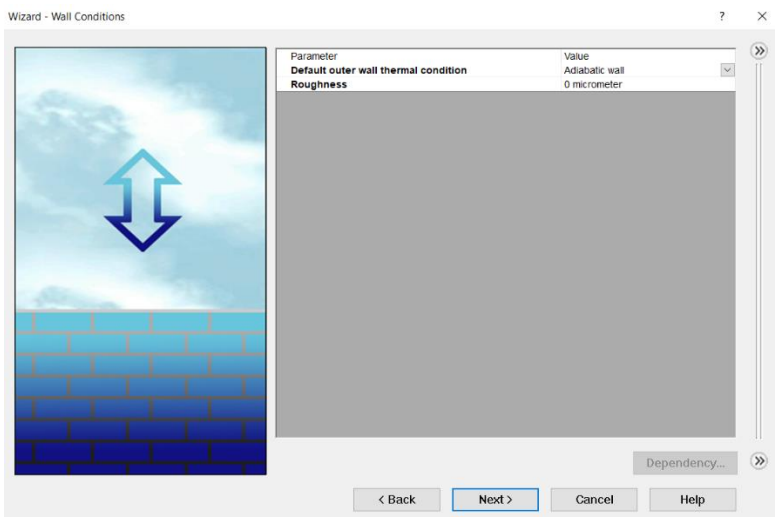 Wizard - Wall Conditions ? ×
Parameter Value
Default outer wall thermal condition Adiabatic wall
Roughness 0 micrometer
Dependency...
< Back Next > Cancel Help